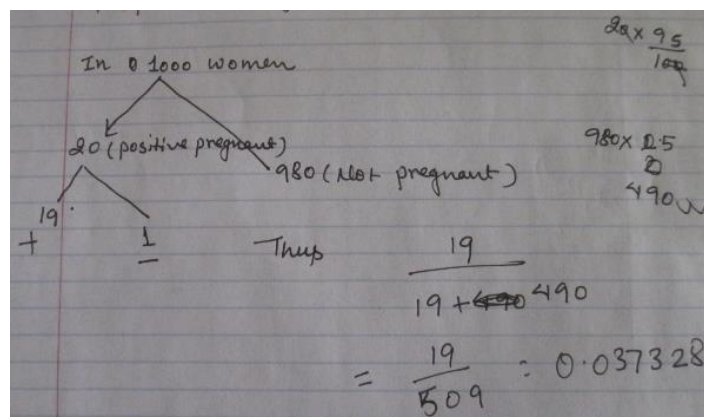 In 1000 women
20 (positive pregnant)
980 (Not pregnant)
19
+
1
20 x 95
100
980 x 0.5
490
Thus
19
19 + 490
= 19
509
: 0.037328